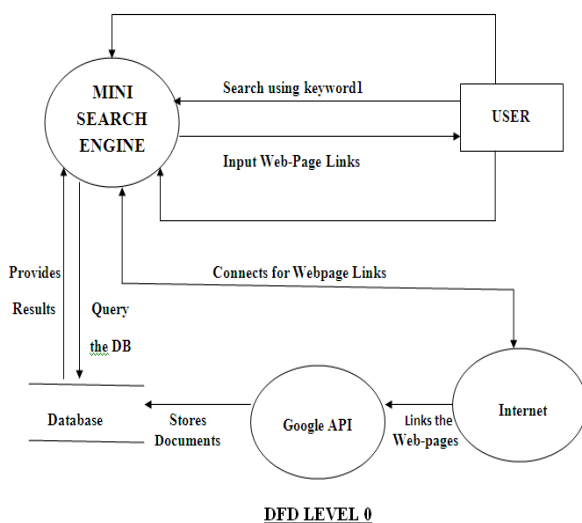 MINI
SEARCH
ENGINE
Search using keyword1
USER
Input Web-Page Links
Provides
Results
Connects for Webpage Links
Query
the DB
Database
Stores
Documents
Google API
Links the
Web-pages
Internet
DFD LEVEL 0